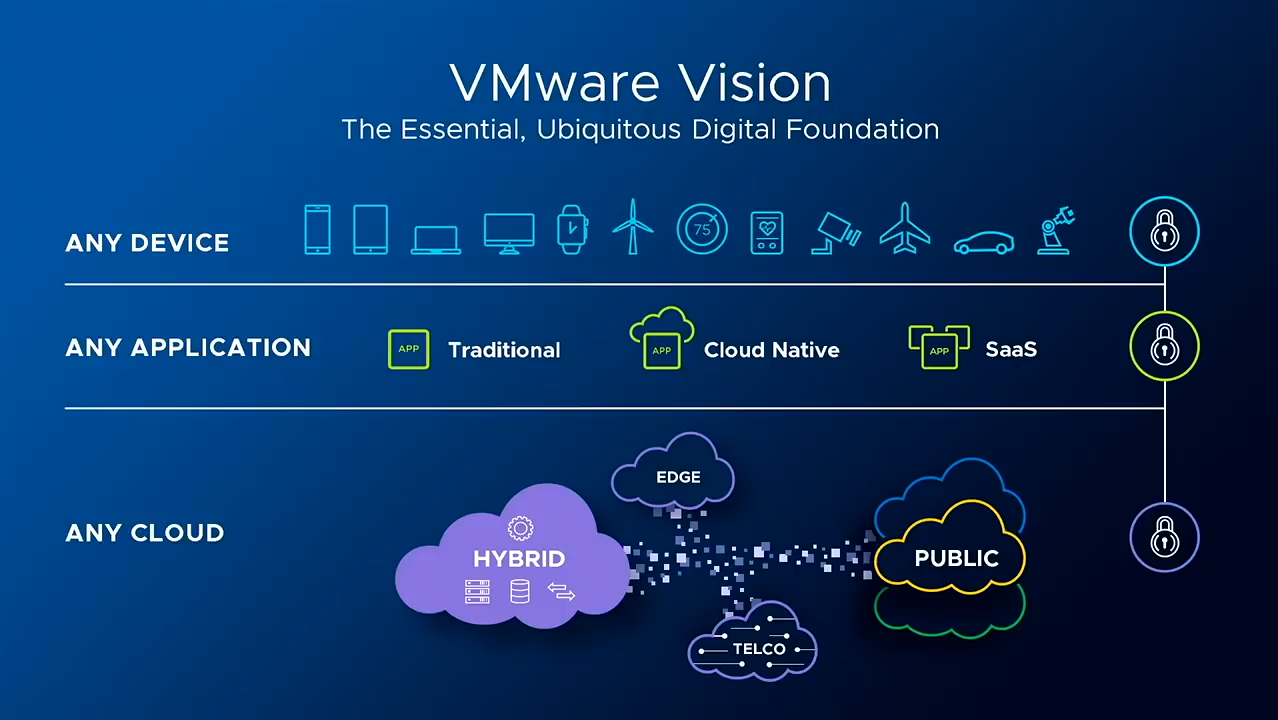 VMware Vision
The Essential, Ubiquitous Digital Foundation
ANY DEVICE
75
ANY APPLICATION
APP
Traditional
APP
Cloud Native
APP
SaaS
ANY CLOUD
EDGE
HYBRID
PUBLIC
TELCO